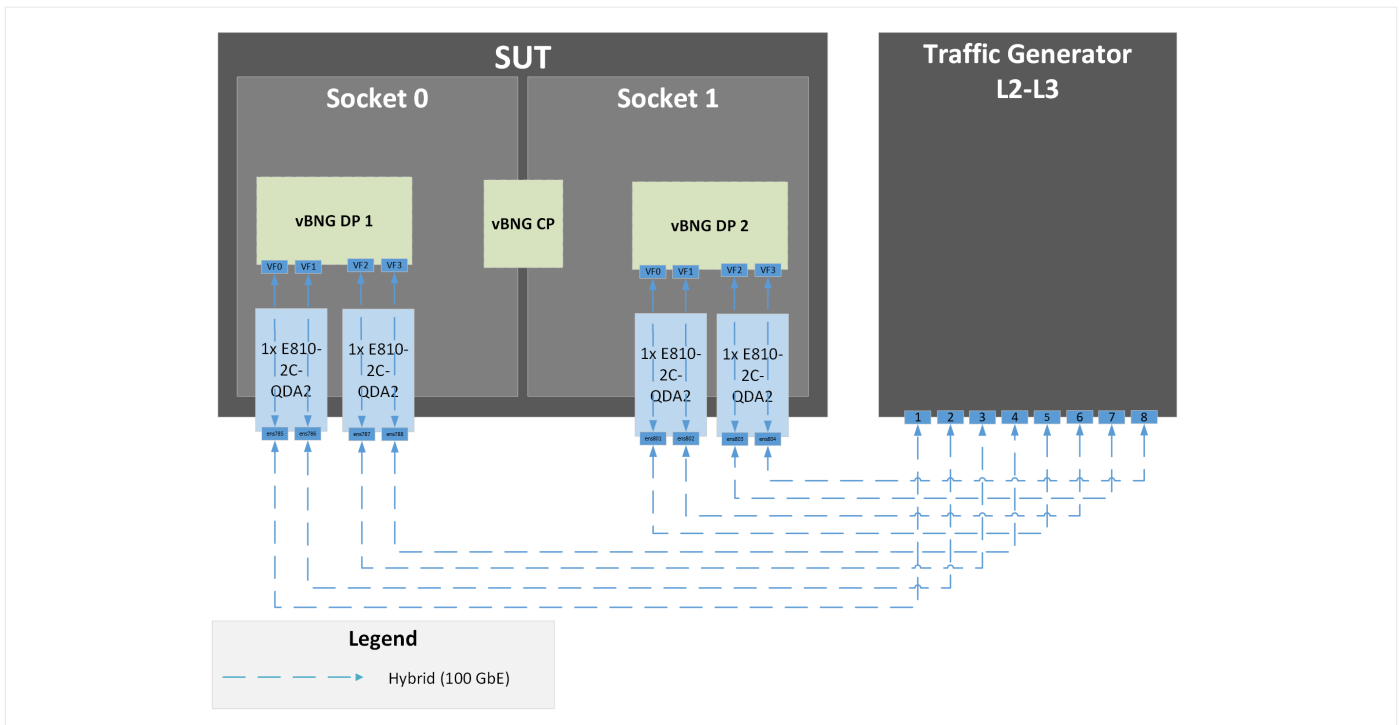 SUT
Socket 0
Socket 1
Traffic Generator
L2-L3
vBNG DP 1
vBNG CP
vBNG DP 2
VF0 VF1 VF2 VF3
VF0 VF1 VF2 VF3
1x E810-
2C-
QDA2
1x E810-
2C-
QDA2
1x E810-
2C-
QDA2
1x E810-
2C-
QDA2
ens785 ens786 ens787 ens788
ens801 ens802 ens803 ens804
1 2 3 4 5 6 7 8
Legend
Hybrid (100 GbE)